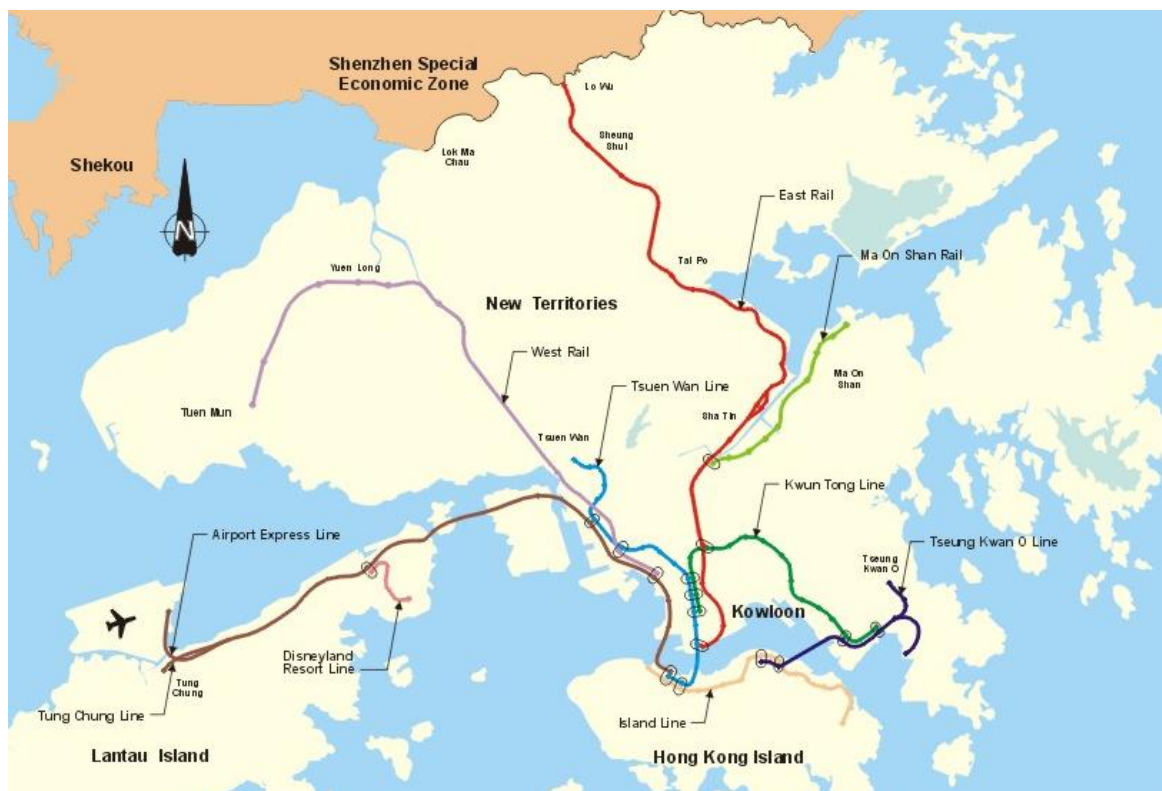 Shenzhen Special
Economic Zone
Lo Wu
Sheung
Shui
Lok Ma
Chau
Shekou
N
East Rail
Tai Po
Ma On Shan Rail
Yuen Long
New Territories
West Rail
Tsuen Wan Line
Ma On
Shan
Tuen Mun
Sha Tin
Tsuen Wan
Kwun Tong Line
Airport Express Line
Tseung Kwan O Line
Tseung
Kwan O
Kowloon
Disneyland
Resort Line
Tung
Chung
Tung Chung Line
Island Line
Lantau Island
Hong Kong Island